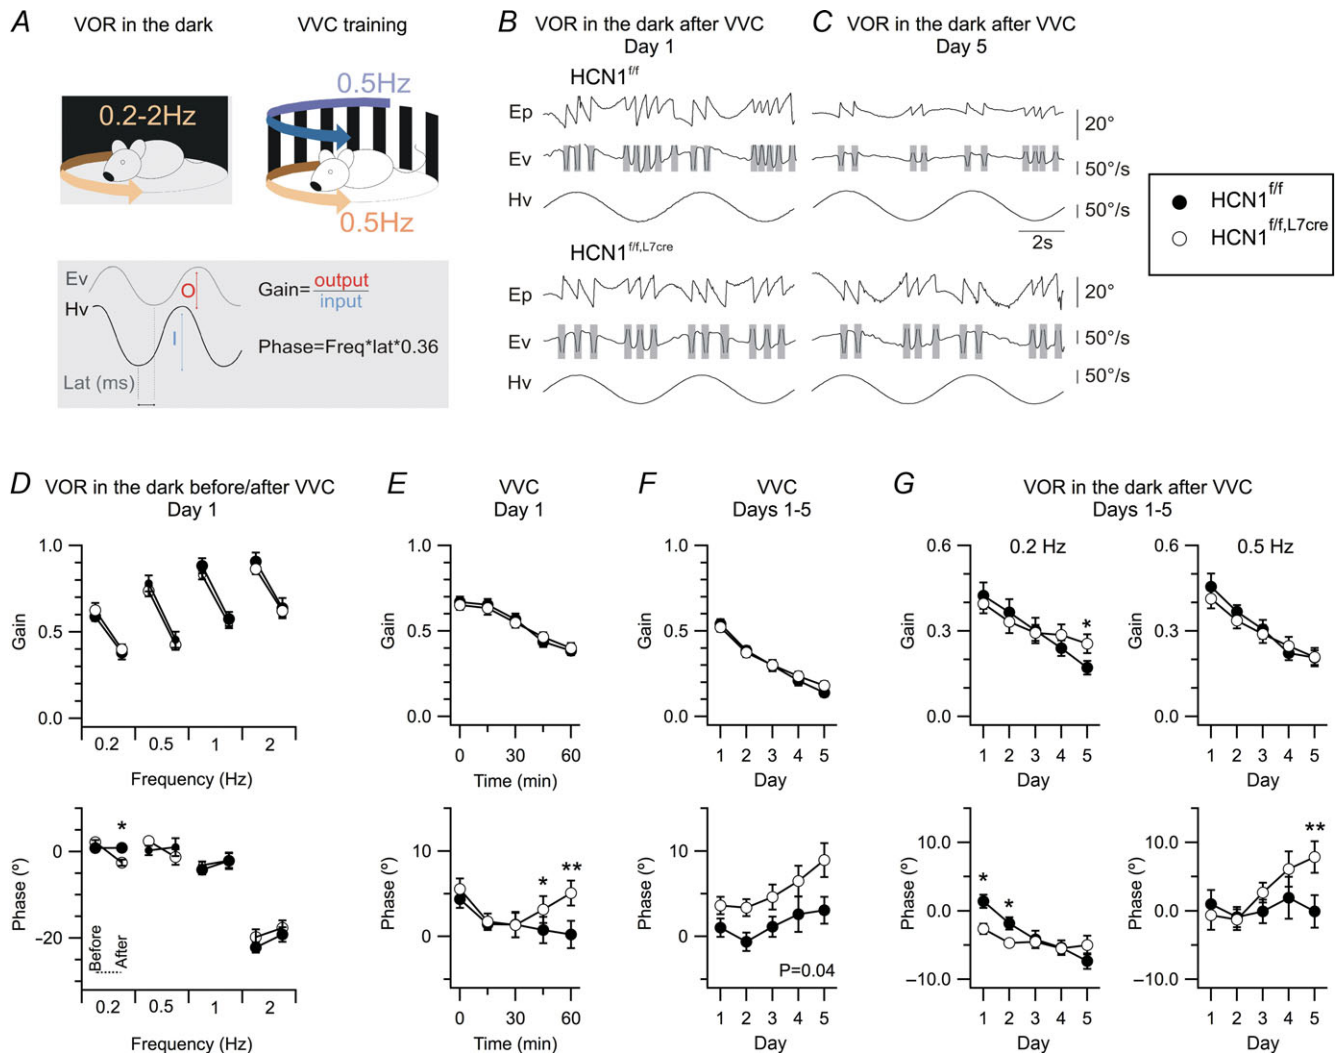 A VOR in the dark VVC training
0.2-2Hz
0.5Hz
0.5Hz
Ev
Hv
O
I
Lat (ms)
Gain=output
input
Phase=Freq*lat*0.36
B VOR in the dark after VVC
Day 1
C VOR in the dark after VVC
Day 5
HCN1f/f
Ep
20°
Ev
50°/s
Hv
50°/s
2s
HCN1f/f,L7cre
Ep
20°
Ev
50°/s
Hv
50°/s
HCN1f/f
HCN1f/f,L7cre
D VOR in the dark before/after VVC
Day 1
1.0
0.5
0.0
Gain
0.2 0.5 1 2
Frequency (Hz)
*
0
−20
Phase (º)
Before
After
0.2 0.5 1 2
Frequency (Hz)
E VVC
Day 1
1.0
0.5
0.0
Gain
0 30 60
Time (min)
* **
10
0
Phase (º)
0 30 60
Time (min)
F VVC
Days 1-5
1.0
0.5
0.0
Gain
1 2 3 4 5
Day
10
0
Phase (º)
P=0.04
1 2 3 4 5
Day
G VOR in the dark after VVC
Days 1-5
0.2 Hz
0.6
0.3
0.0
Gain
*
1 2 3 4 5
Day
0.5 Hz
0.6
0.3
0.0
Gain
1 2 3 4 5
Day
10.0
0.0
−10.0
Phase (º)
* *
1 2 3 4 5
Day
10.0
0.0
−10.0
Phase (º)
**
1 2 3 4 5
Day